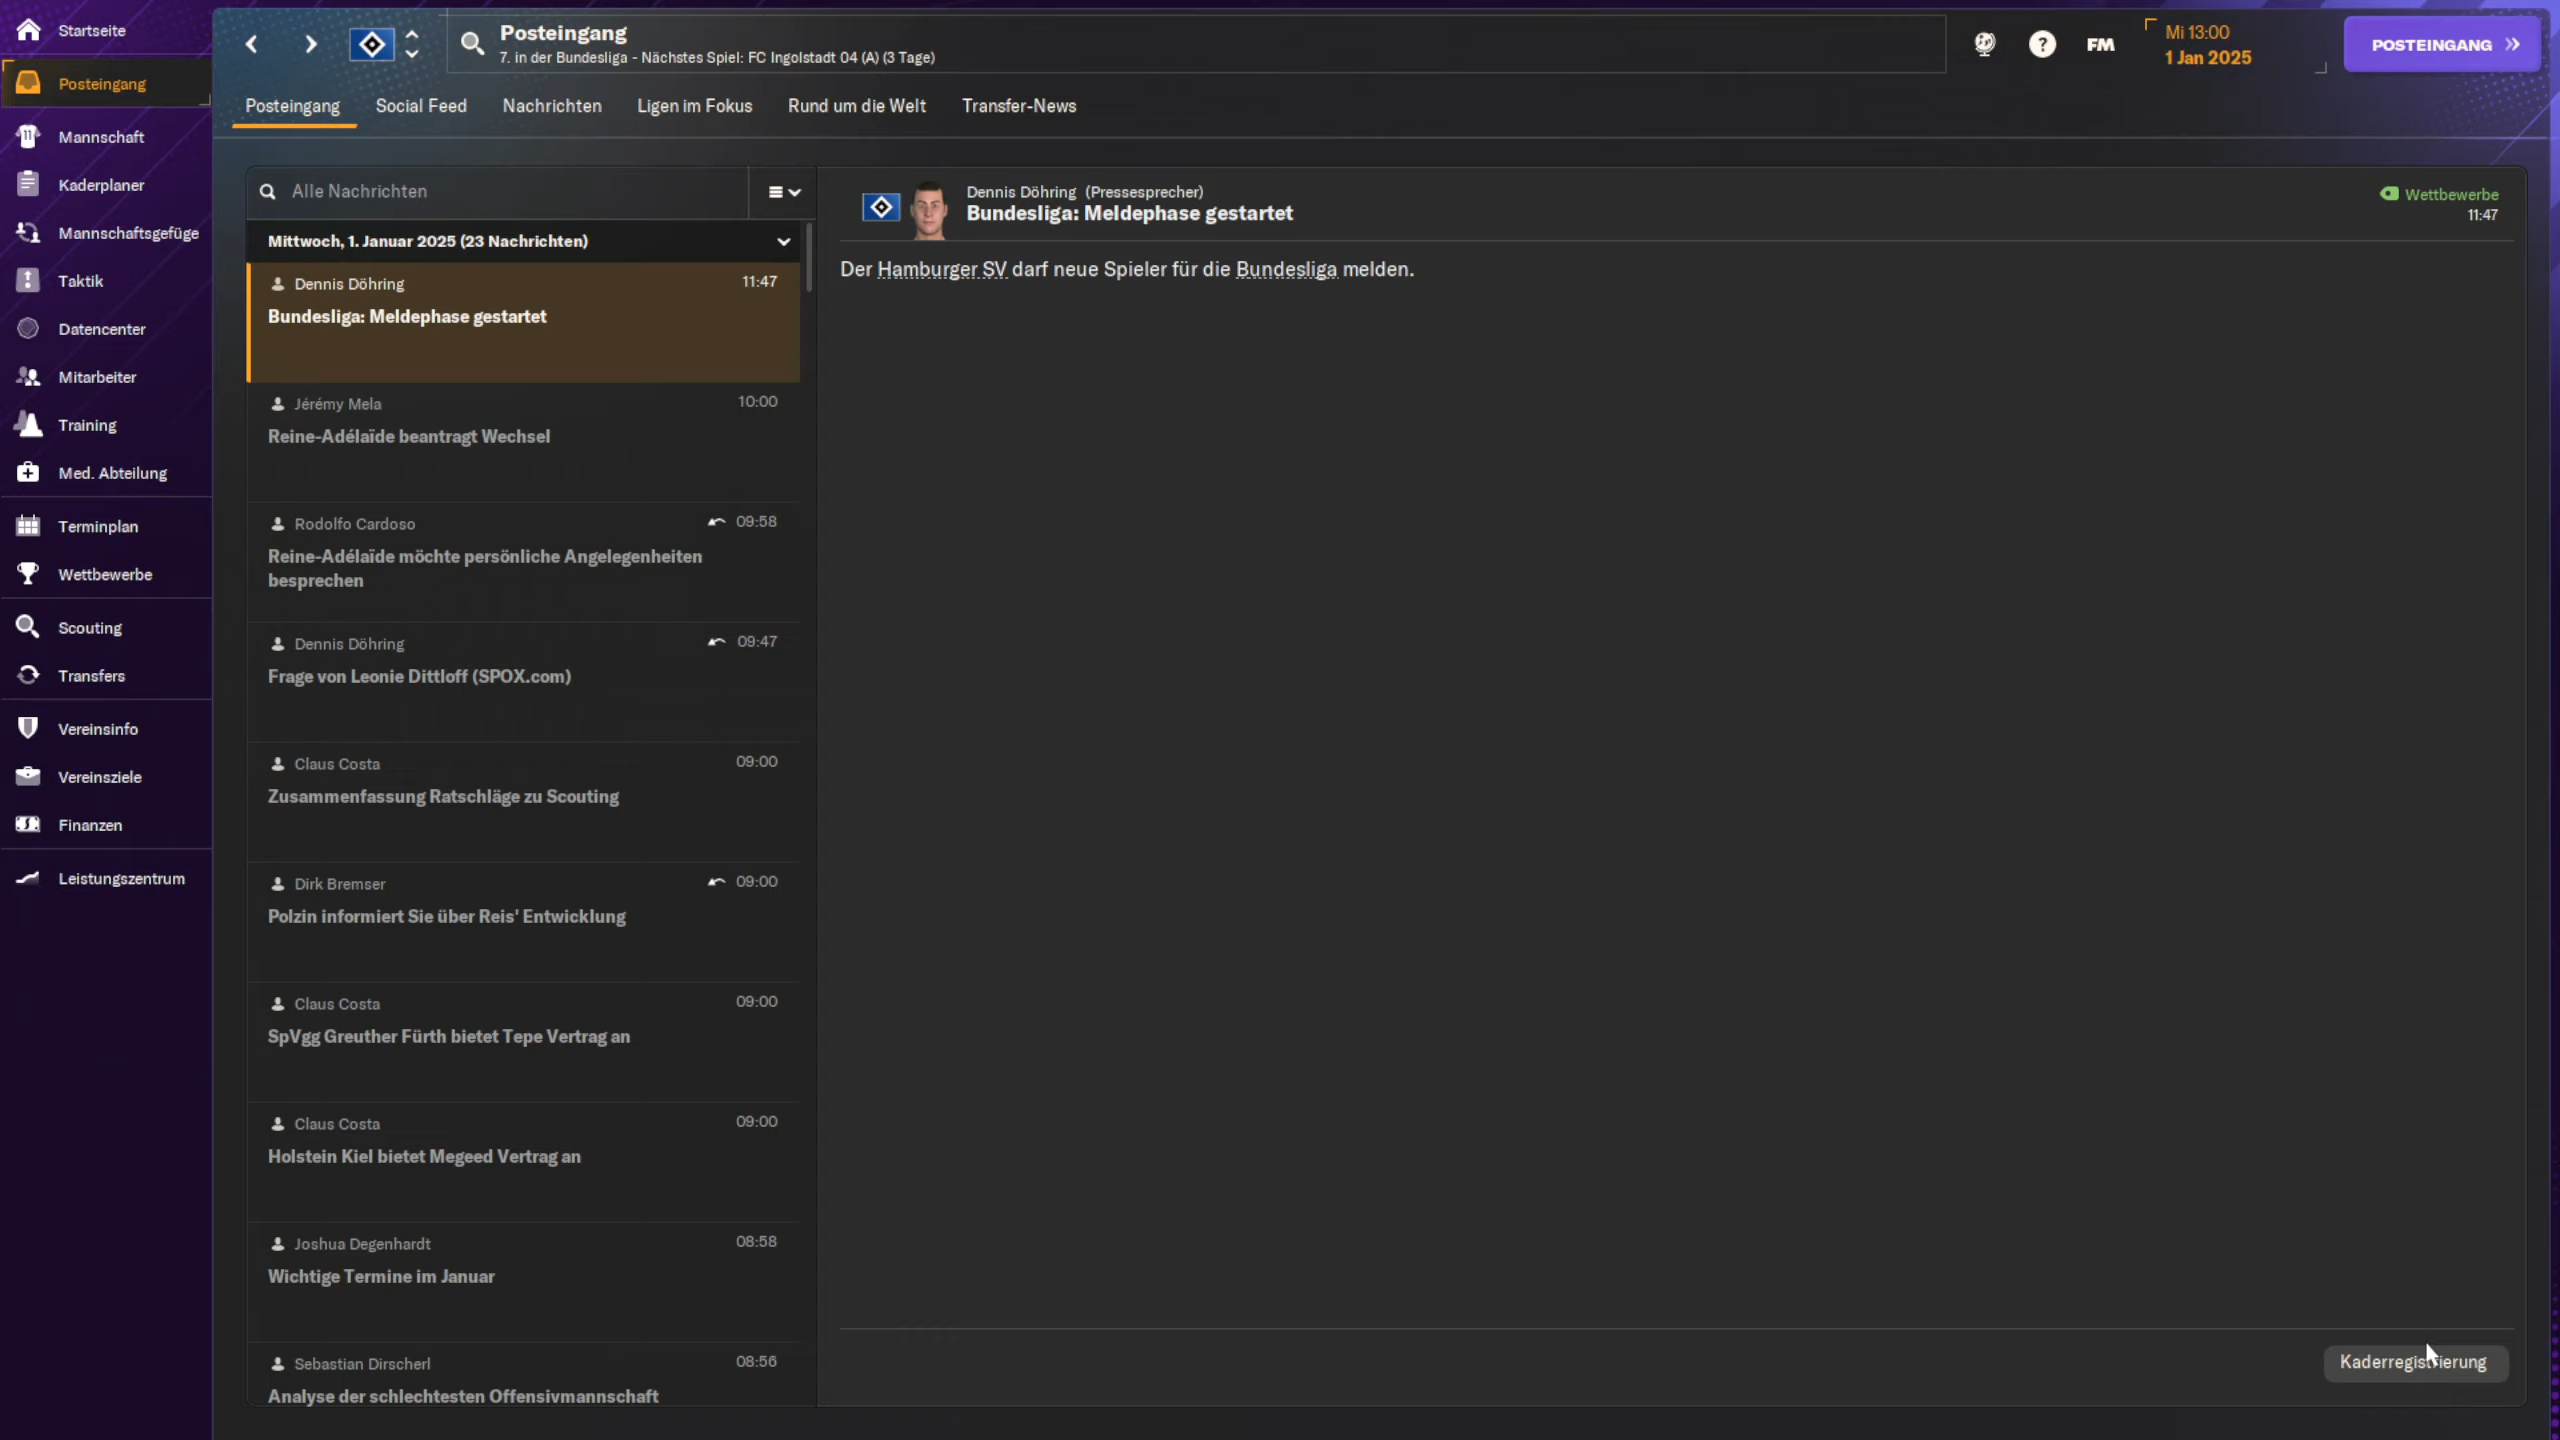 Startseite
Posteingang
Mannschaft
Kaderplaner
Mannschaftsgefüge
Taktik
Datencenter
Mitarbeiter
Training
Med. Abteilung
Terminplan
Wettbewerbe
Scouting
Transfers
Vereinsinfo
Vereinsziele
Finanzen
Leistungszentrum
Posteingang
7. in der Bundesliga - Nächstes Spiel: FC Ingolstadt 04 (A) (3 Tage)
?
FM
Mi 13:00
1 Jan 2025
POSTEINGANG
Posteingang Social Feed Nachrichten Ligen im Fokus Rund um die Welt Transfer-News
Alle Nachrichten
Mittwoch, 1. Januar 2025 (23 Nachrichten)
Dennis Döhring 11:47
Bundesliga: Meldephase gestartet
Jérémy Mela 10:00
Reine-Adélaïde beantragt Wechsel
Rodolfo Cardoso 09:58
Reine-Adélaïde möchte persönliche Angelegenheiten
besprechen
Dennis Döhring 09:47
Frage von Leonie Dittloff (SPOX.com)
Claus Costa 09:00
Zusammenfassung Ratschläge zu Scouting
Dirk Bremser 09:00
Polzin informiert Sie über Reis' Entwicklung
Claus Costa 09:00
SpVgg Greuther Fürth bietet Tepe Vertrag an
Claus Costa 09:00
Holstein Kiel bietet Megeed Vertrag an
Joshua Degenhardt 08:58
Wichtige Termine im Januar
Sebastian Dirscherl 08:56
Analyse der schlechtesten Offensivmannschaft
Dennis Döhring (Pressesprecher)
Bundesliga: Meldephase gestartet
Wettbewerbe
11:47
Der Hamburger SV darf neue Spieler für die Bundesliga melden.
Kaderregistrierung